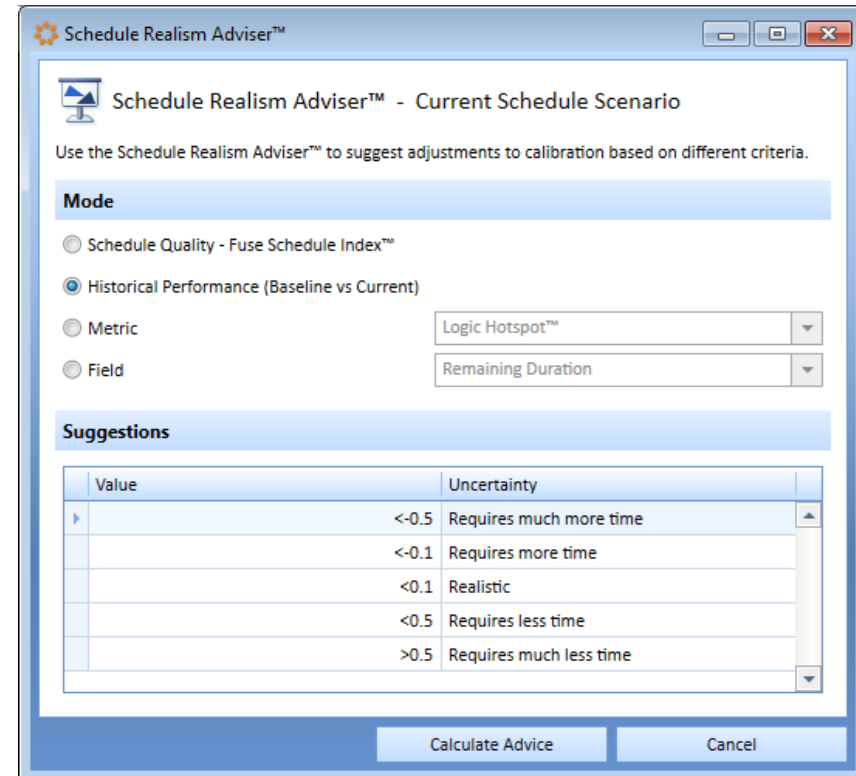 Schedule Realism Adviser™
Schedule Realism Adviser™ - Current Schedule Scenario
Use the Schedule Realism Adviser™ to suggest adjustments to calibration based on different criteria.
Mode
Schedule Quality - Fuse Schedule Index™
Historical Performance (Baseline vs Current)
Metric Logic Hotspot™
Field Remaining Duration
Suggestions
Value Uncertainty
<-0.5 Requires much more time
<-0.1 Requires more time
<0.1 Realistic
<0.5 Requires less time
>0.5 Requires much less time
Calculate Advice Cancel